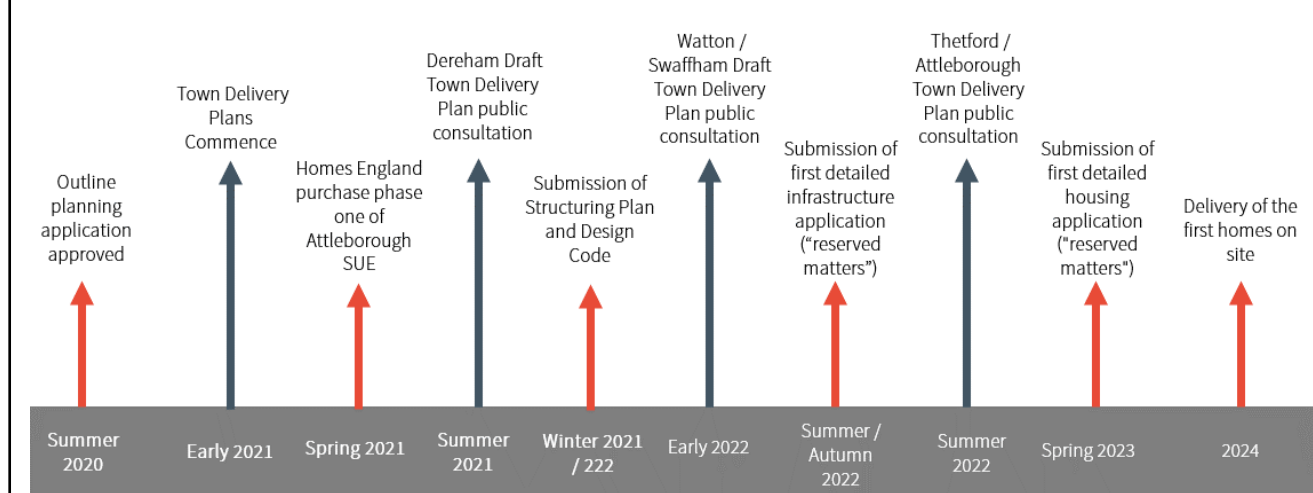 Outline
planning
application
approved
Town Delivery
Plans
Commence
Homes England
purchase phase
one of
Attleborough
SUE
Dereham Draft
Town Delivery
Plan public
consultation
Submission of
Structuring Plan
and Design
Code
Watton /
Swaffham Draft
Town Delivery
Plan public
consultation
Submission of
first detailed
infrastructure
application
(“reserved
matters”)
Thetford /
Attleborough
Town Delivery
Plan public
consultation
Submission of
first detailed
housing
application
("reserved
matters")
Delivery of the
first homes on
site
Summer
2020
Early 2021
Spring 2021
Summer
2021
Winter 2021
/ 222
Early 2022
Summer /
Autumn
2022
Summer
2022
Spring 2023
2024